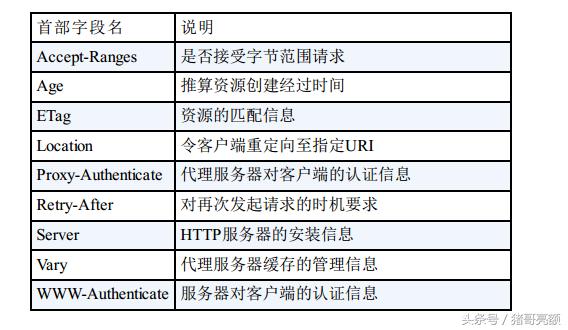 首部字段名 说明
Accept-Ranges 是否接受字节范围请求
Age 推算资源创建经过时间
ETag 资源的匹配信息
Location 令客户端重定向至指定URI
Proxy-Authenticate 代理服务器对客户端的认证信息
Retry-After 对再次发起请求的时机要求
Server HTTP服务器的安装信息
Vary 代理服务器缓存的管理信息
WWW-Authenticate 服务器对客户端的认证信息
头条号 / 猪哥亮额